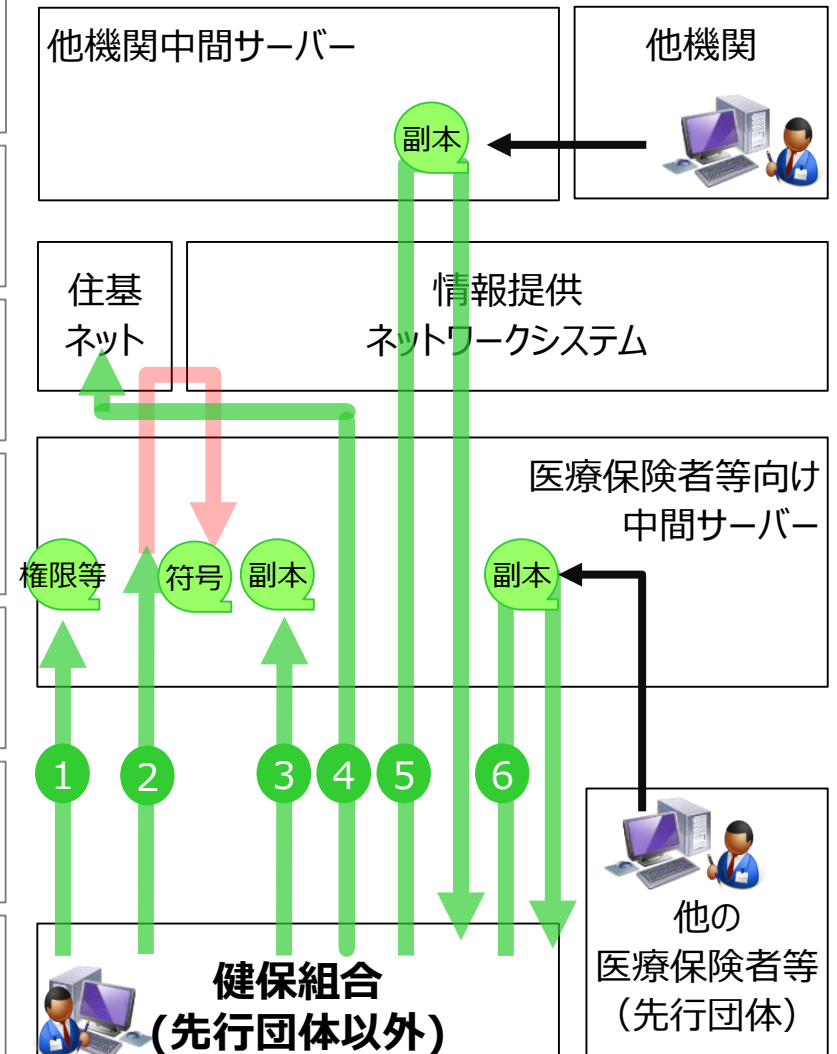 他機関中間サーバー
他機関
副本
住基
ネット
情報提供
ネットワークシステム
医療保険者等向け
中間サーバー
権限等
符号
副本
副本
1
2
3
4
5
6
他の
医療保険者等
（先行団体）
健保組合
(先行団体以外)